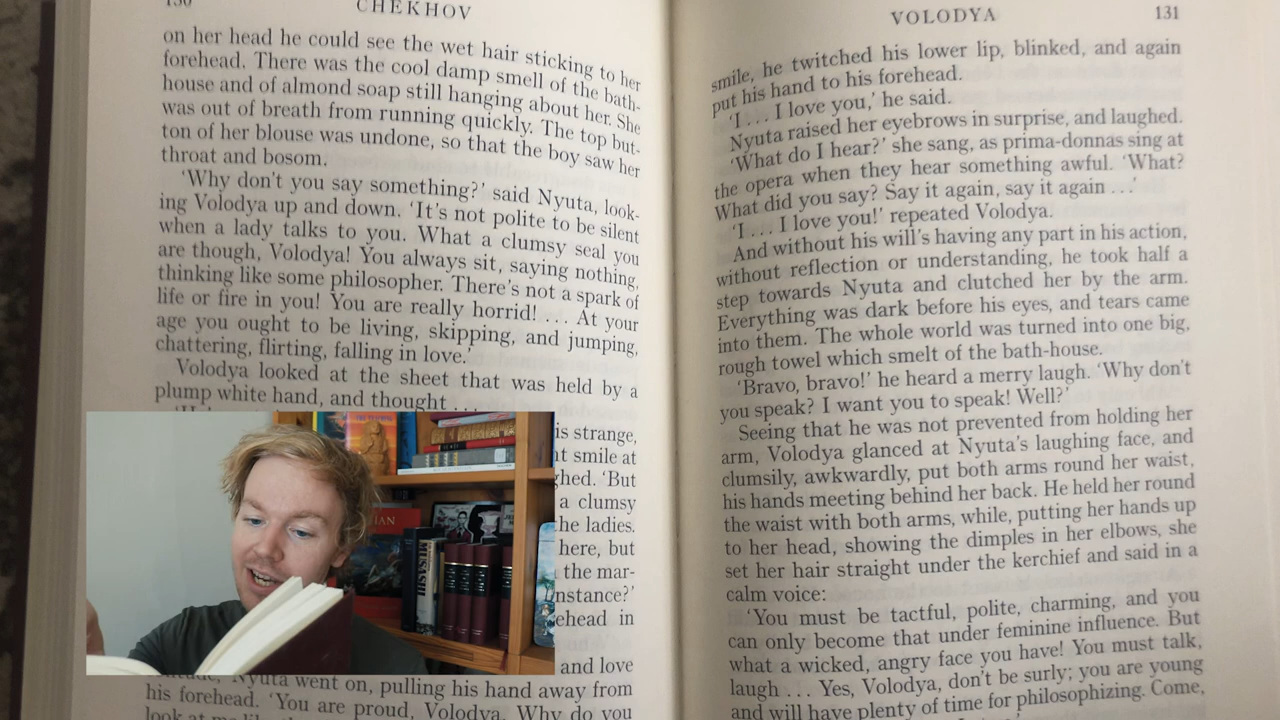 130
CHEKHOV
on her head he could see the wet hair sticking to her
forehead. There was the cool damp smell of the bath-
house and of almond soap still hanging about her. She
was out of breath from running quickly. The top but-
ton of her blouse was undone, so that the boy saw her
throat and bosom.
'Why don't you say something?' said Nyuta, look-
ing Volodya up and down. 'It's not polite to be silent
when a lady talks to you. What a clumsy seal you
are though, Volodya! You always sit, saying nothing,
thinking like some philosopher. There's not a spark of
life or fire in you! You are really horrid! . . . At your
age you ought to be living, skipping, and jumping,
chattering, flirting, falling in love.'
Volodya looked at the sheet that was held by a
plump white hand, and thought . . .
is strange,
smile at
'But
a clumsy
the ladies.
here, but
the mar-
instance?'
ehead in
and love
Nyuta went on, pulling his hand away from
his forehead. 'You are proud, Volodya. Why do you
look at me like
VOLODYA
131
smile, he twitched his lower lip, blinked, and again
put his hand to his forehead.
'I . . . I love you,' he said.
Nyuta raised her eyebrows in surprise, and laughed.
'What do I hear?' she sang, as prima-donnas sing at
the opera when they hear something awful. 'What?
What did you say? Say it again, say it again . . .'
'I . . . I love you!' repeated Volodya.
And without his will's having any part in his action,
without reflection or understanding, he took half a
step towards Nyuta and clutched her by the arm.
Everything was dark before his eyes, and tears came
into them. The whole world was turned into one big,
rough towel which smelt of the bath-house.
'Bravo, bravo!' he heard a merry laugh. 'Why don't
you speak? I want you to speak! Well?'
Seeing that he was not prevented from holding her
arm, Volodya glanced at Nyuta's laughing face, and
clumsily, awkwardly, put both arms round her waist,
his hands meeting behind her back. He held her round
the waist with both arms, while, putting her hands up
to her head, showing the dimples in her elbows, she
set her hair straight under the kerchief and said in a
calm voice:
'You must be tactful, polite, charming, and you
can only become that under feminine influence. But
what a wicked, angry face you have! You must talk,
laugh . . . Yes, Volodya, don't be surly; you are young
and will have plenty of time for philosophizing. Come,